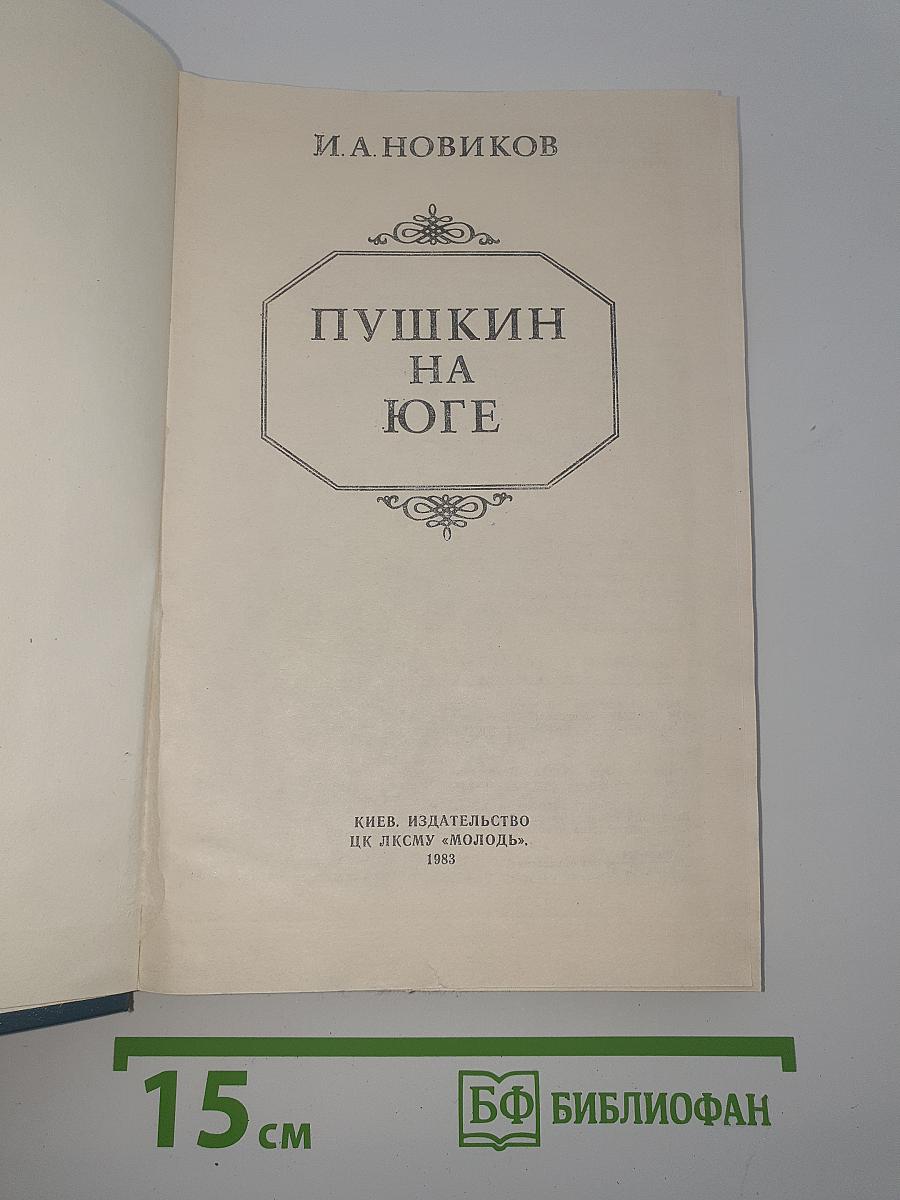 И. А. НОВИКОВ
ПУШКИН
НА
ЮГЕ
КИЕВ. ИЗДАТЕЛЬСТВО
ЦК ЛКСМУ «МОЛОДЬ».
1983
15 см
БФ БИБЛИОФАН